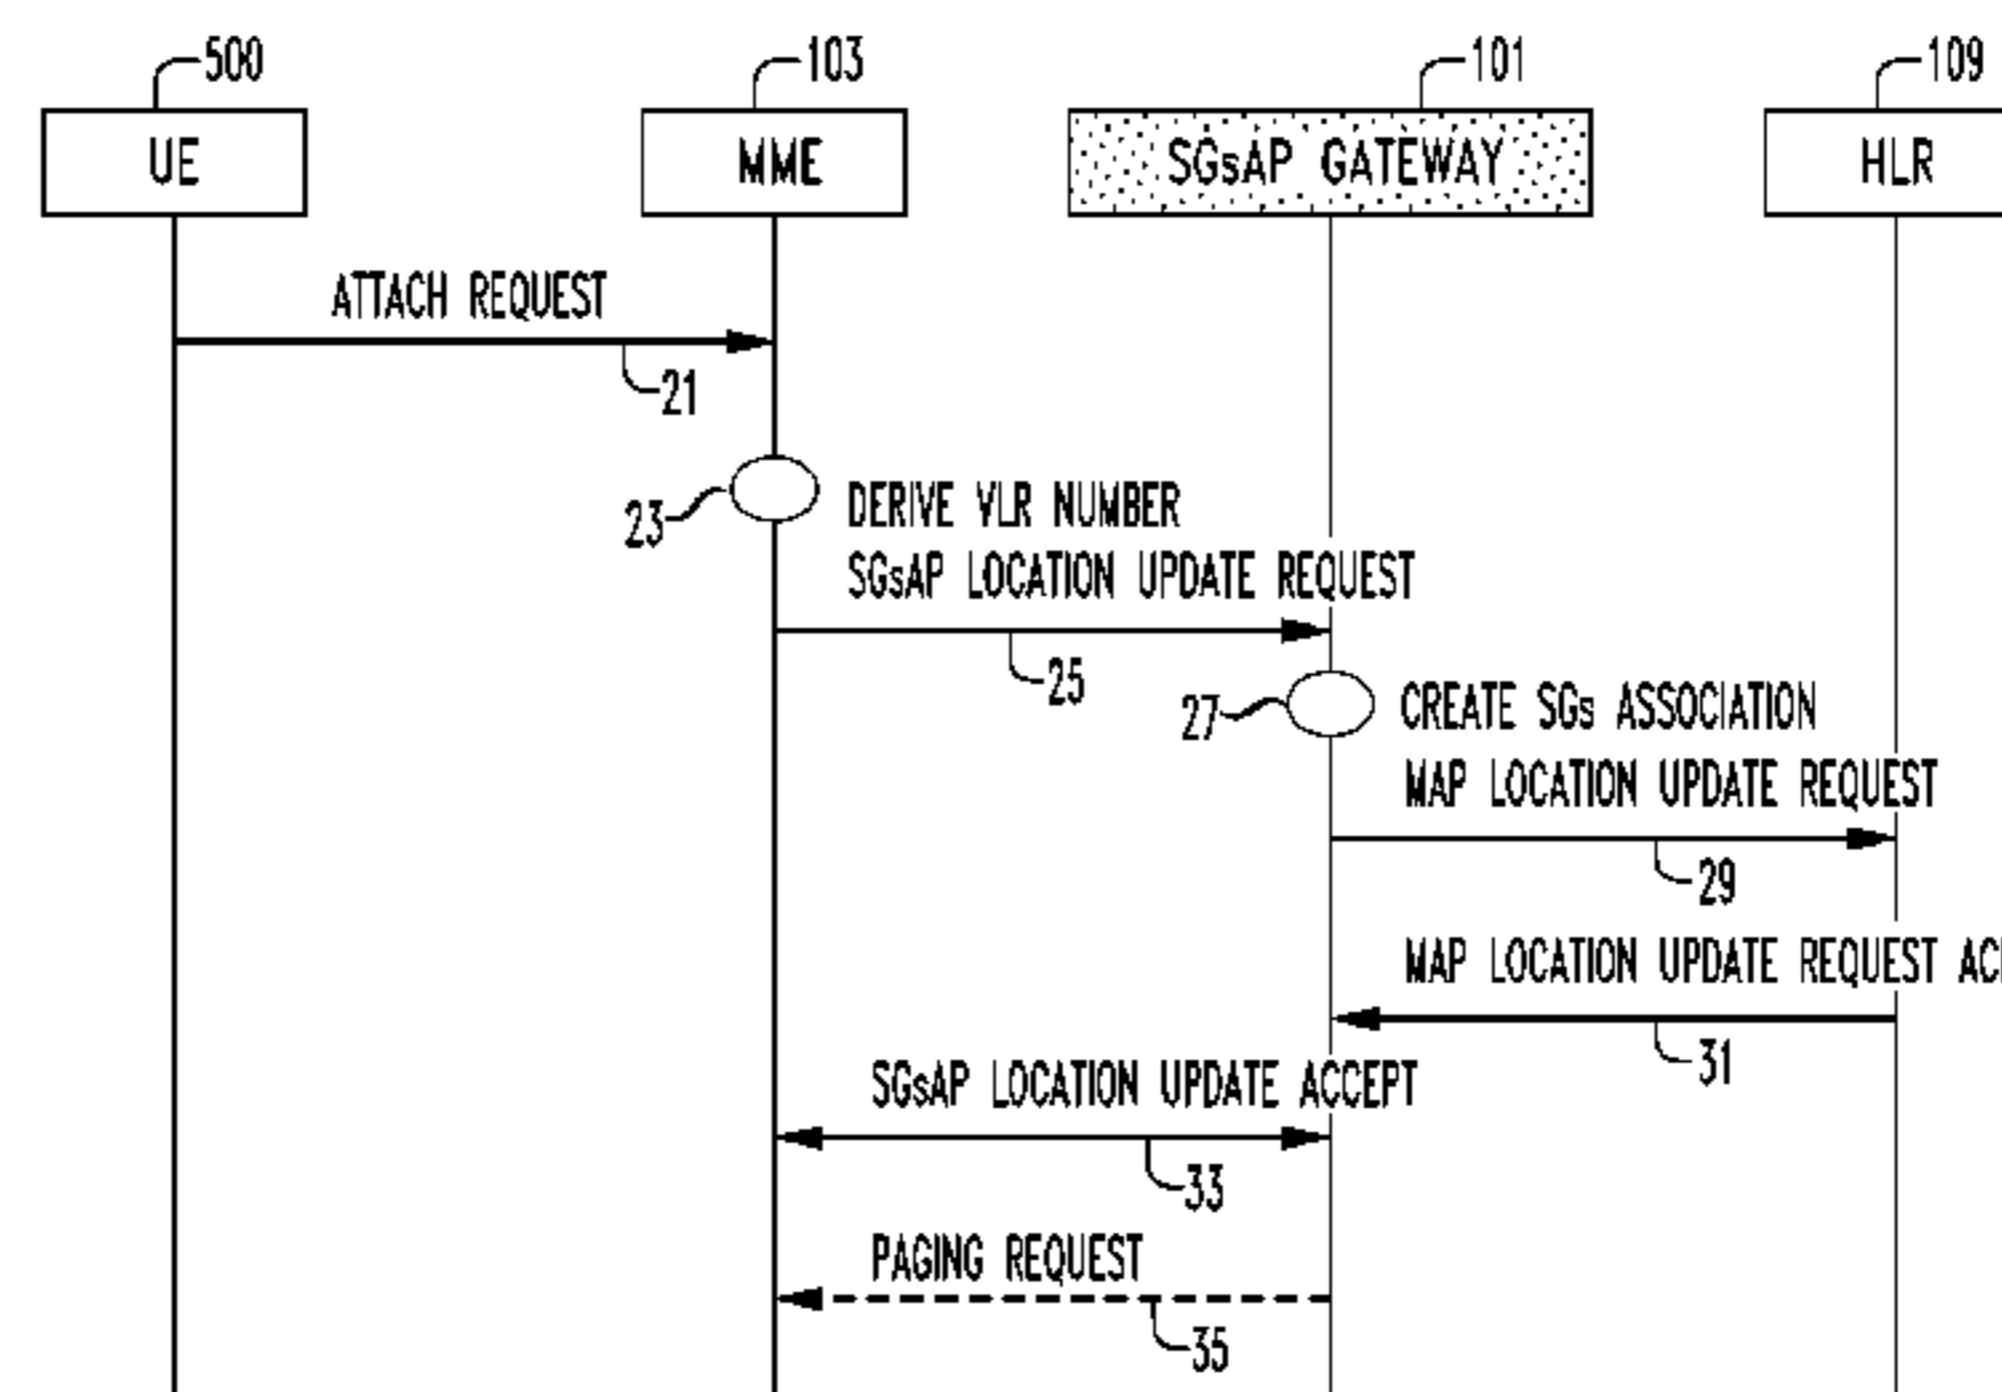 500
103
101
109
UE
MME
SGsAP GATEWAY
HLR
ATTACH REQUEST
21
23
DERIVE VLR NUMBER
SGsAP LOCATION UPDATE REQUEST
25
27
CREATE SGs ASSOCIATION
MAP LOCATION UPDATE REQUEST
29
MAP LOCATION UPDATE REQUEST
31
SGsAP LOCATION UPDATE ACCEPT
33
PAGING REQUEST
35